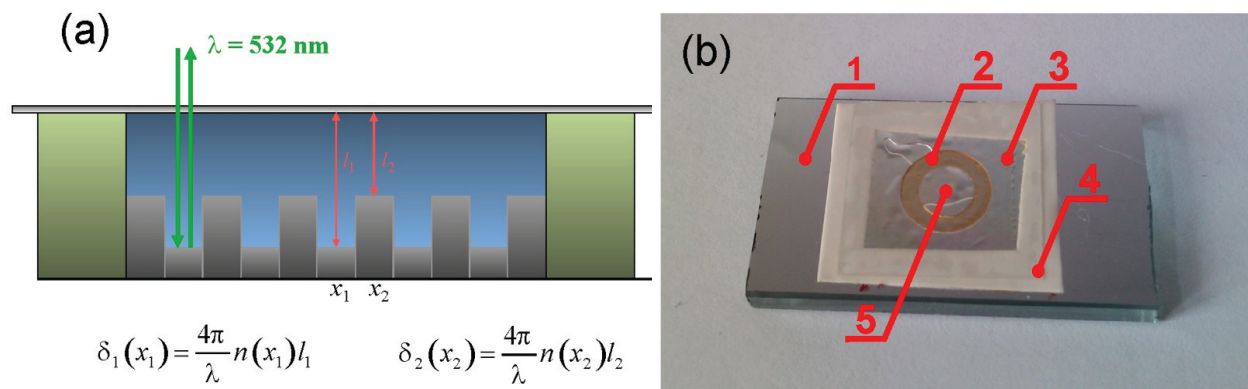 (a)
λ = 532 nm
l₁
l₂
x₁ x₂
δ₁(x₁) = 4π/λ n(x₁)l₁
δ₂(x₂) = 4π/λ n(x₂)l₂
(b)
1
2
3
4
5